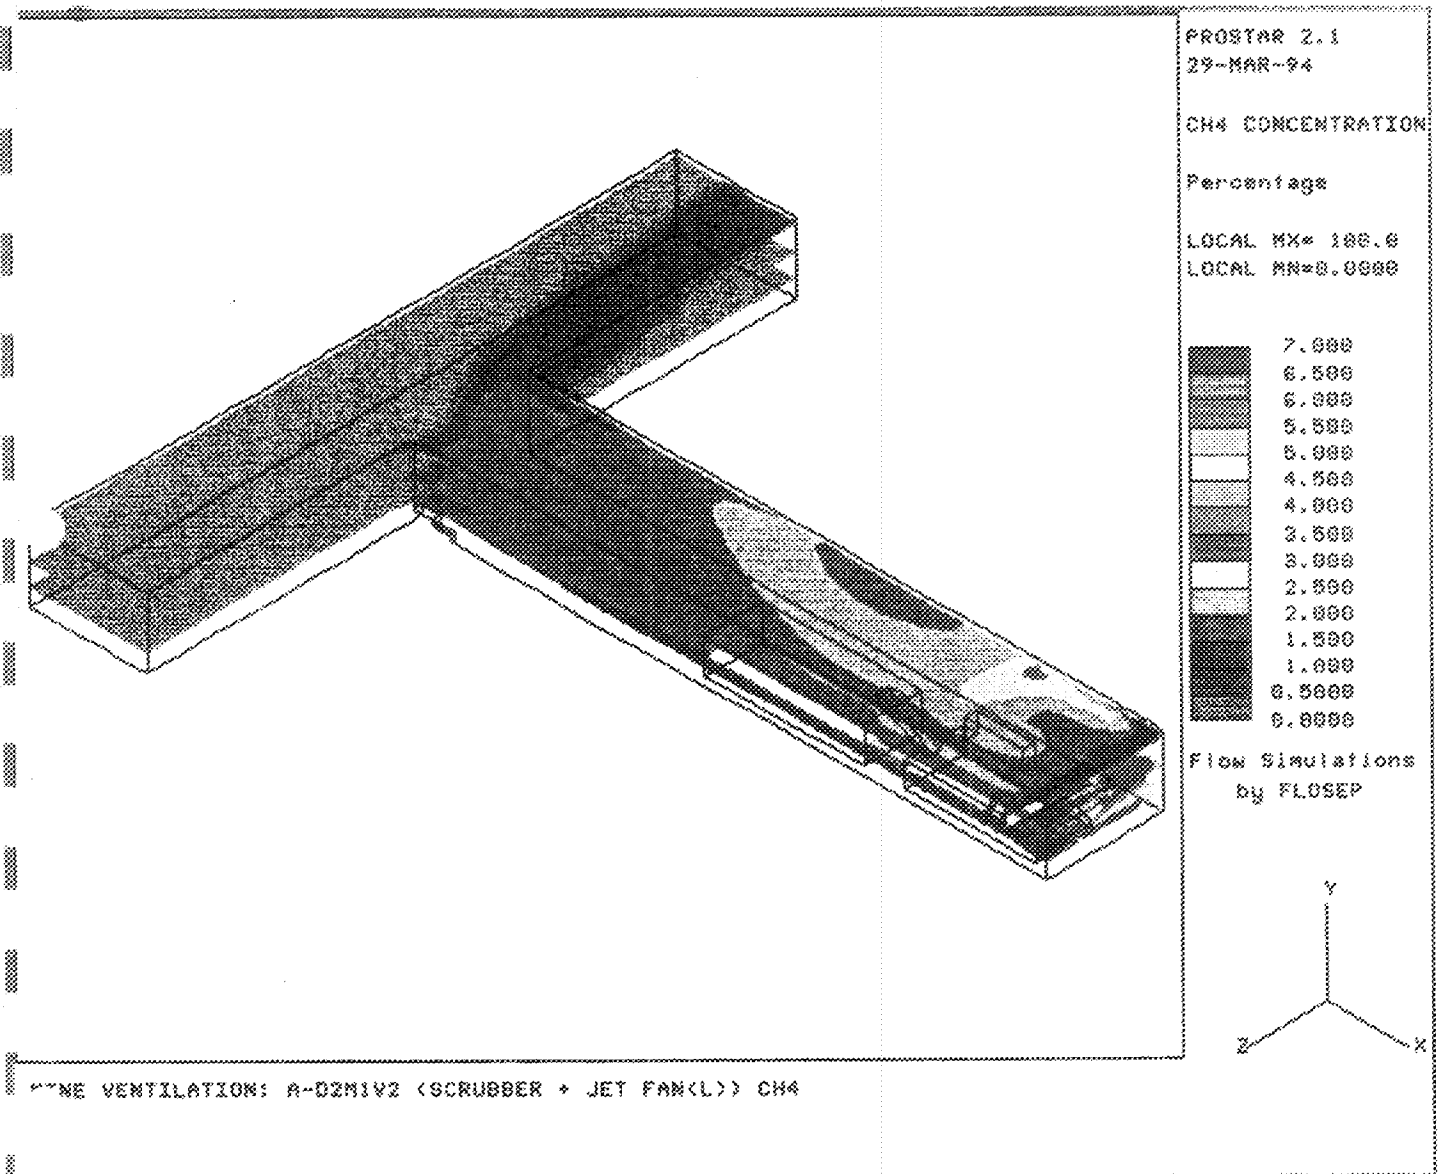 PROSTAR 2.1
29-MAR-94
CH4 CONCENTRATION
Percentage
LOCAL MX= 100.0
LOCAL MN=0.0000
7.000
6.500
6.000
5.500
5.000
4.500
4.000
3.500
3.000
2.500
2.000
1.500
1.000
0.5000
0.0000
Flow Simulations
by FLOSEP
Y
Z
X
VENTILATION: A-D2M1V2 (SCRUBBER + JET FAN(L)) CH4